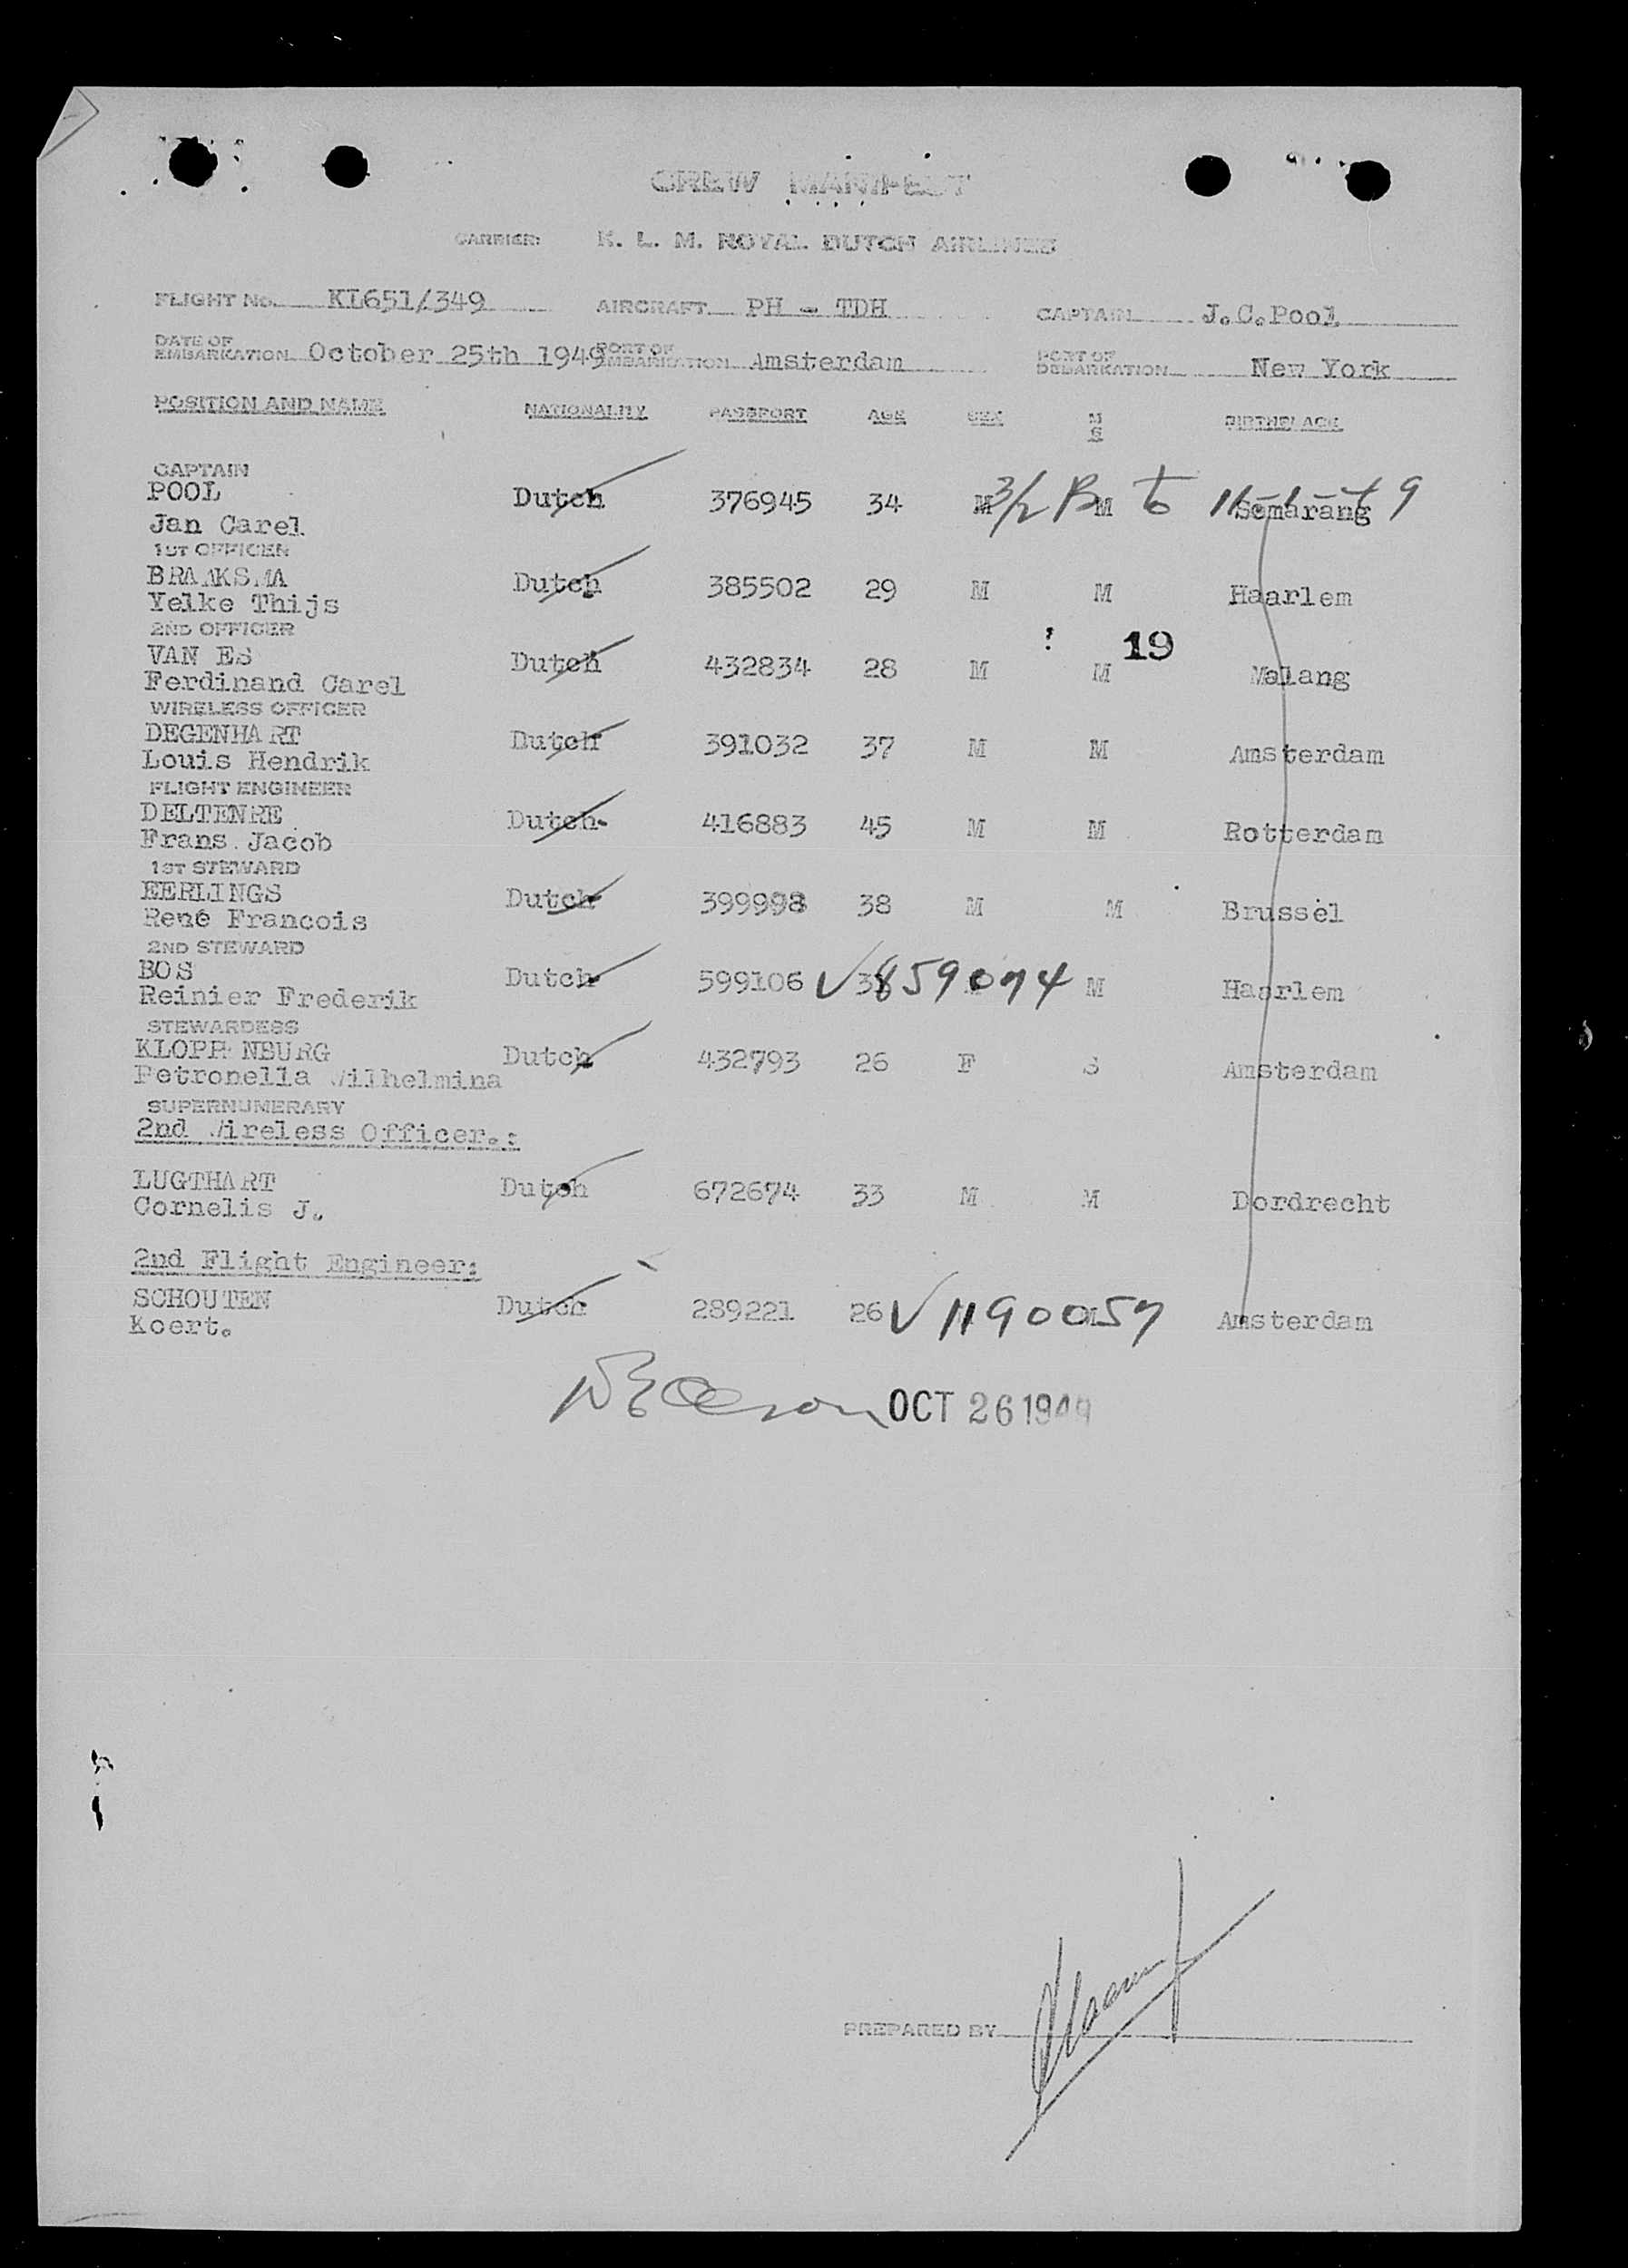 CREW MANIFEST
CARRIER: K. L. M. ROYAL DUTCH AIRLINES
FLIGHT No. KL651/349 AIRCRAFT PH - TDH CAPTAIN J.C.Pool
DATE OF EMBARKATION October 25th 1949 PORT OF EMBARKATION Amsterdam PORT OF DEBARKATION New York
POSITION AND NAME NATIONALITY PASSPORT AGE SEX M S BIRTHPLACE
CAPTAIN
POOL Dutch 376945 34 M M Semarang
Jan Carel
1ST OFFICER
BRAAKSMA Dutch 385502 29 M M Haarlem
Yelke Thijs
2ND OFFICER 19
VAN ES Dutch 432834 28 M M Malang
Ferdinand Carel
WIRELESS OFFICER
DEGENHART Dutch 391032 37 M M Amsterdam
Louis Hendrik
FLIGHT ENGINEER
DELTENRE Dutch 416883 45 M M Rotterdam
Frans Jacob
1ST STEWARD
EERLINGS Dutch 399998 38 M M Brussel
René Francois
2ND STEWARD
BOS Dutch 599106 859074 M Haarlem
Reinier Frederik
STEWARDESS
KLOPPENBURG Dutch 432793 26 F S Amsterdam
Petronella Wilhelmina
SUPERNUMERARY
2nd Wireless Officer.:
LUGTHART Dutch 672674 33 M M Dordrecht
Cornelis J.
2nd Flight Engineer:
SCHOUTEN Dutch 289221 26 1190057 Amsterdam
Koert.
OCT 26 1949
PREPARED BY